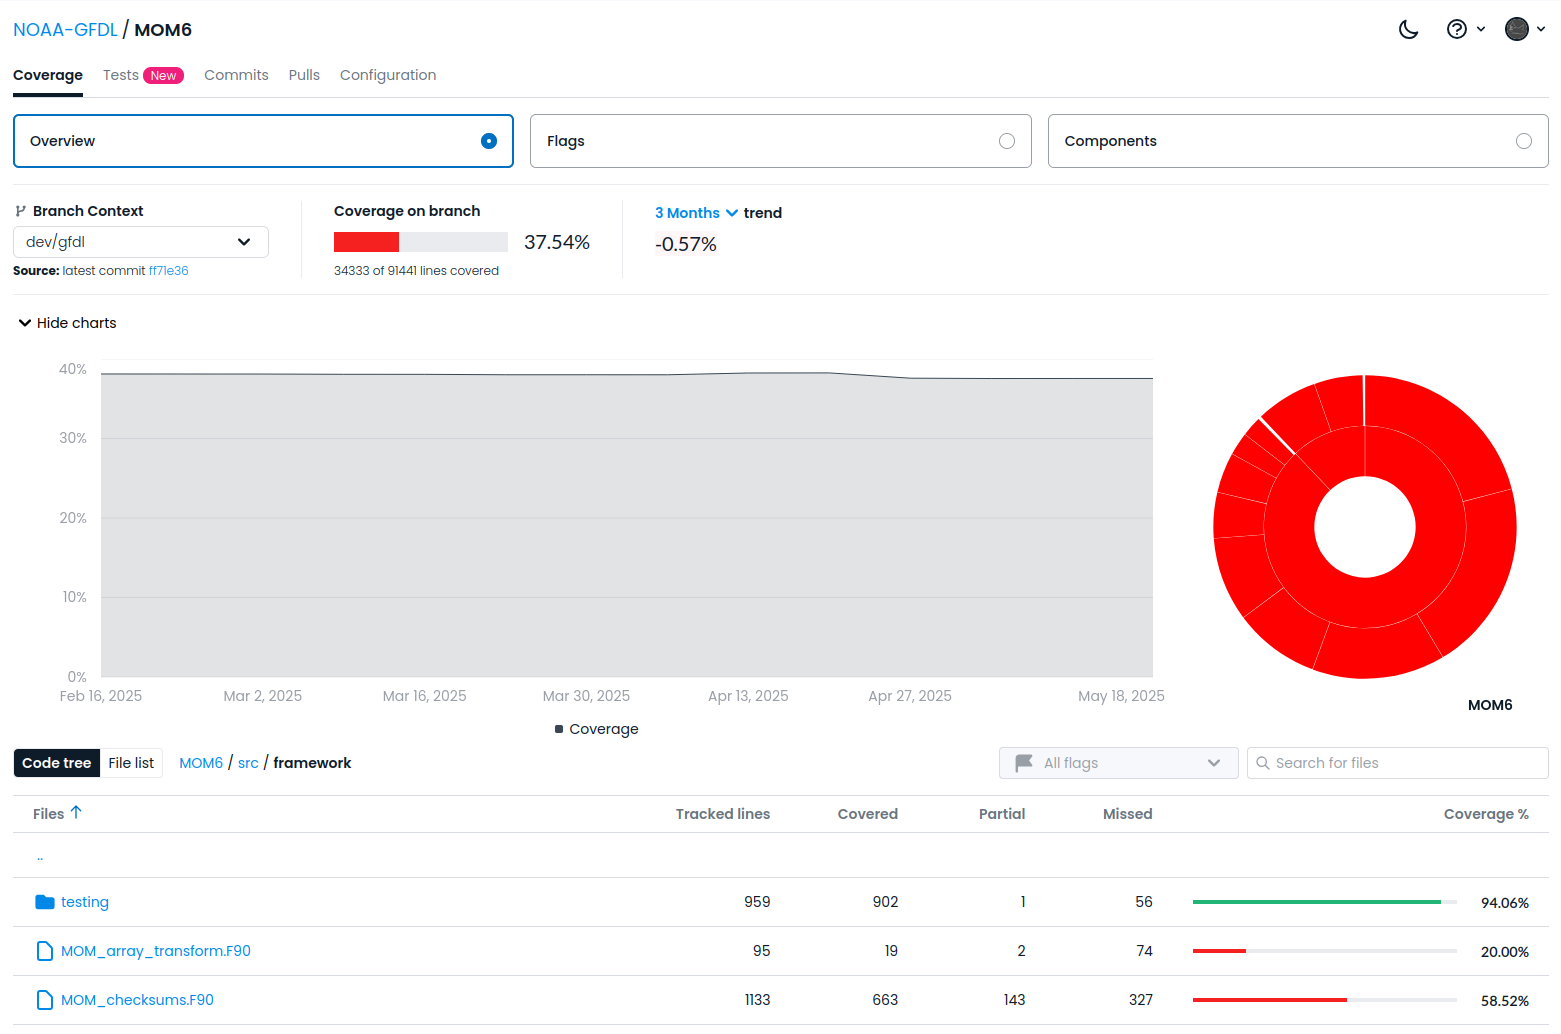 NOAA-GFDL / MOM6
Coverage Tests New Commits Pulls Configuration
Overview Flags Components
Branch Context
dev/gfdl
Source: latest commit ff71e36
Coverage on branch
37.54%
34333 of 91441 lines covered
3 Months trend
-0.57%
Hide charts
40%
30%
20%
10%
0%
Feb 16, 2025 Mar 2, 2025 Mar 16, 2025 Mar 30, 2025 Apr 13, 2025 Apr 27, 2025 May 18, 2025
Coverage
MOM6
Code tree File list MOM6 / src / framework All flags Search for files
Files Tracked lines Covered Partial Missed Coverage %
..
testing 959 902 1 56 94.06%
MOM_array_transform.F90 95 19 2 74 20.00%
MOM_checksums.F90 1133 663 143 327 58.52%